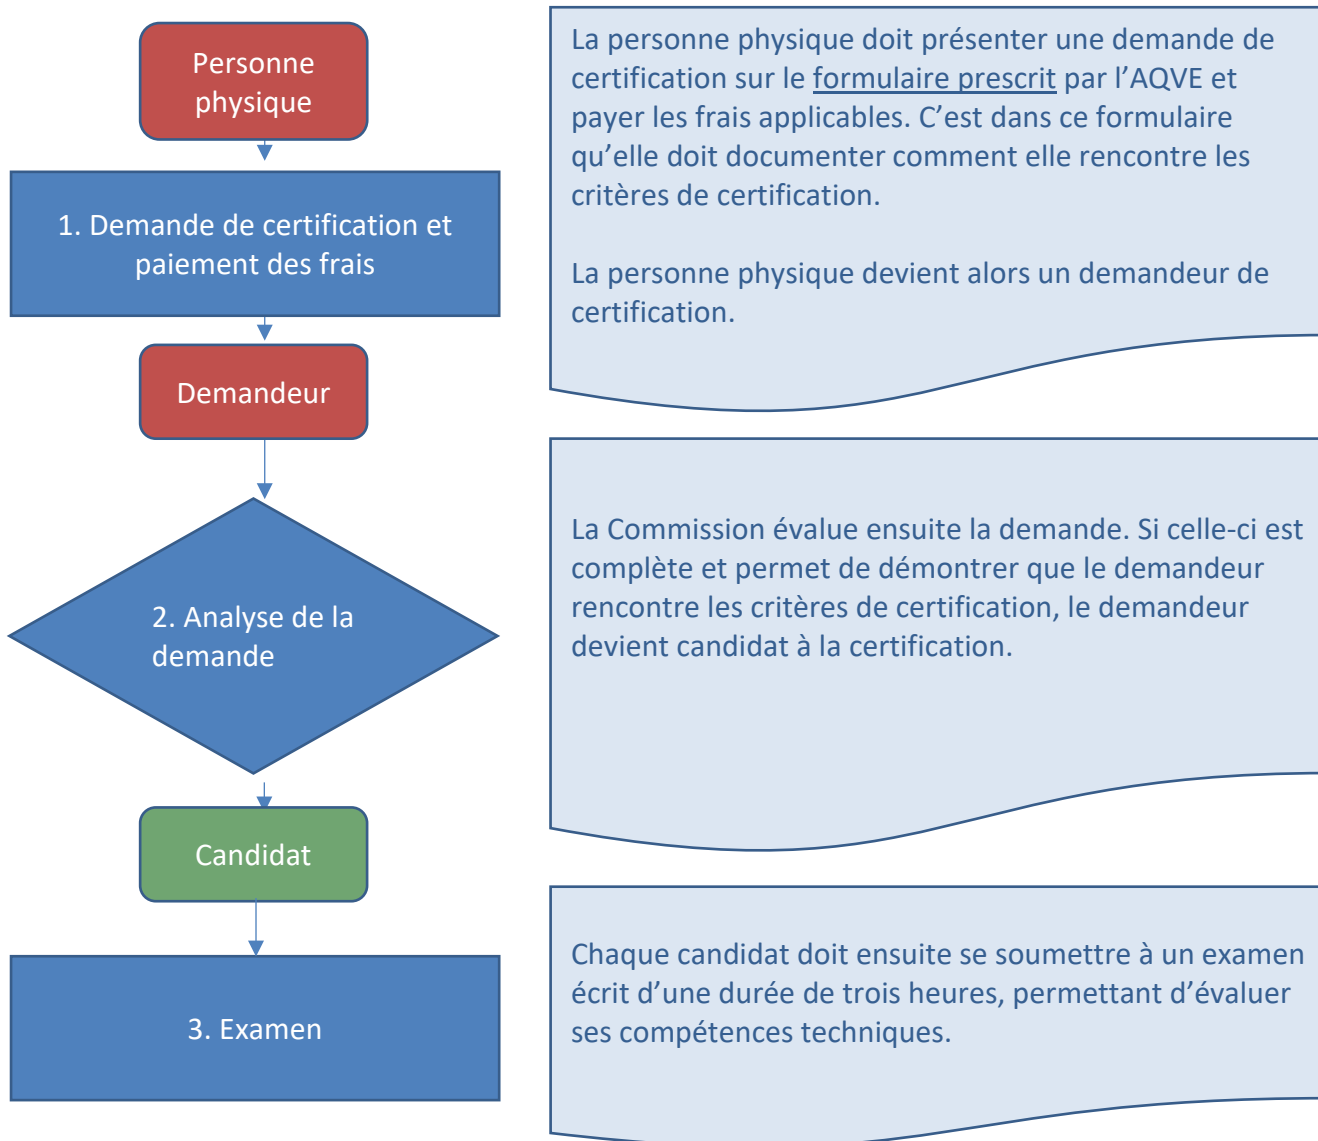 Personne
physique
La personne physique doit présenter une demande de
certification sur le formulaire prescrit par l’AQVE et
payer les frais applicables. C’est dans ce formulaire
qu’elle doit documenter comment elle rencontre les
critères de certification.
La personne physique devient alors un demandeur de
certification.
1. Demande de certification et
paiement des frais
Demandeur
2. Analyse de la
demande
La Commission évalue ensuite la demande. Si celle-ci est
complète et permet de démontrer que le demandeur
rencontre les critères de certification, le demandeur
devient candidat à la certification.
Candidat
3. Examen
Chaque candidat doit ensuite se soumettre à un examen
écrit d’une durée de trois heures, permettant d’évaluer
ses compétences techniques.